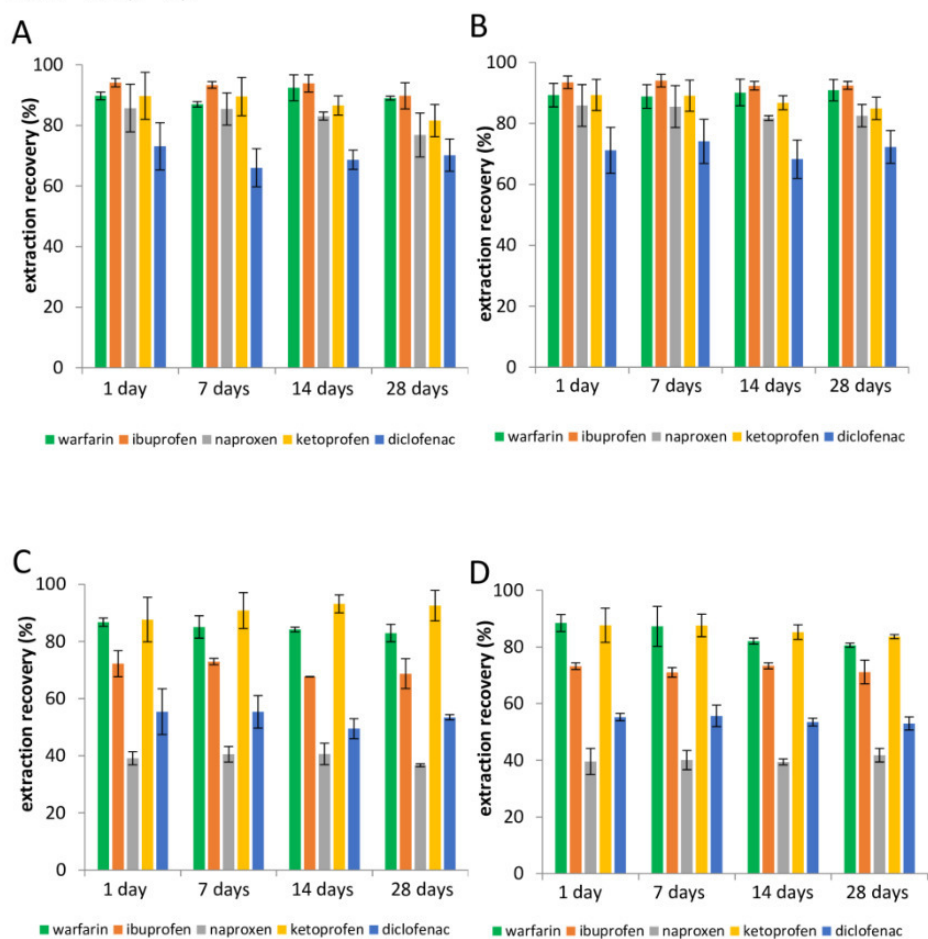 A
extraction recovery (%)
100
80
60
40
20
0
1 day 7 days 14 days 28 days
warfarin ibuprofen naproxen ketoprofen diclofenac
B
extraction recovery (%)
100
80
60
40
20
0
1 day 7 days 14 days 28 days
warfarin ibuprofen naproxen ketoprofen diclofenac
C
extraction recovery (%)
100
80
60
40
20
0
1 day 7 days 14 days 28 days
warfarin ibuprofen naproxen ketoprofen diclofenac
D
extraction recovery (%)
100
80
60
40
20
0
1 day 7 days 14 days 28 days
warfarin ibuprofen naproxen ketoprofen diclofenac